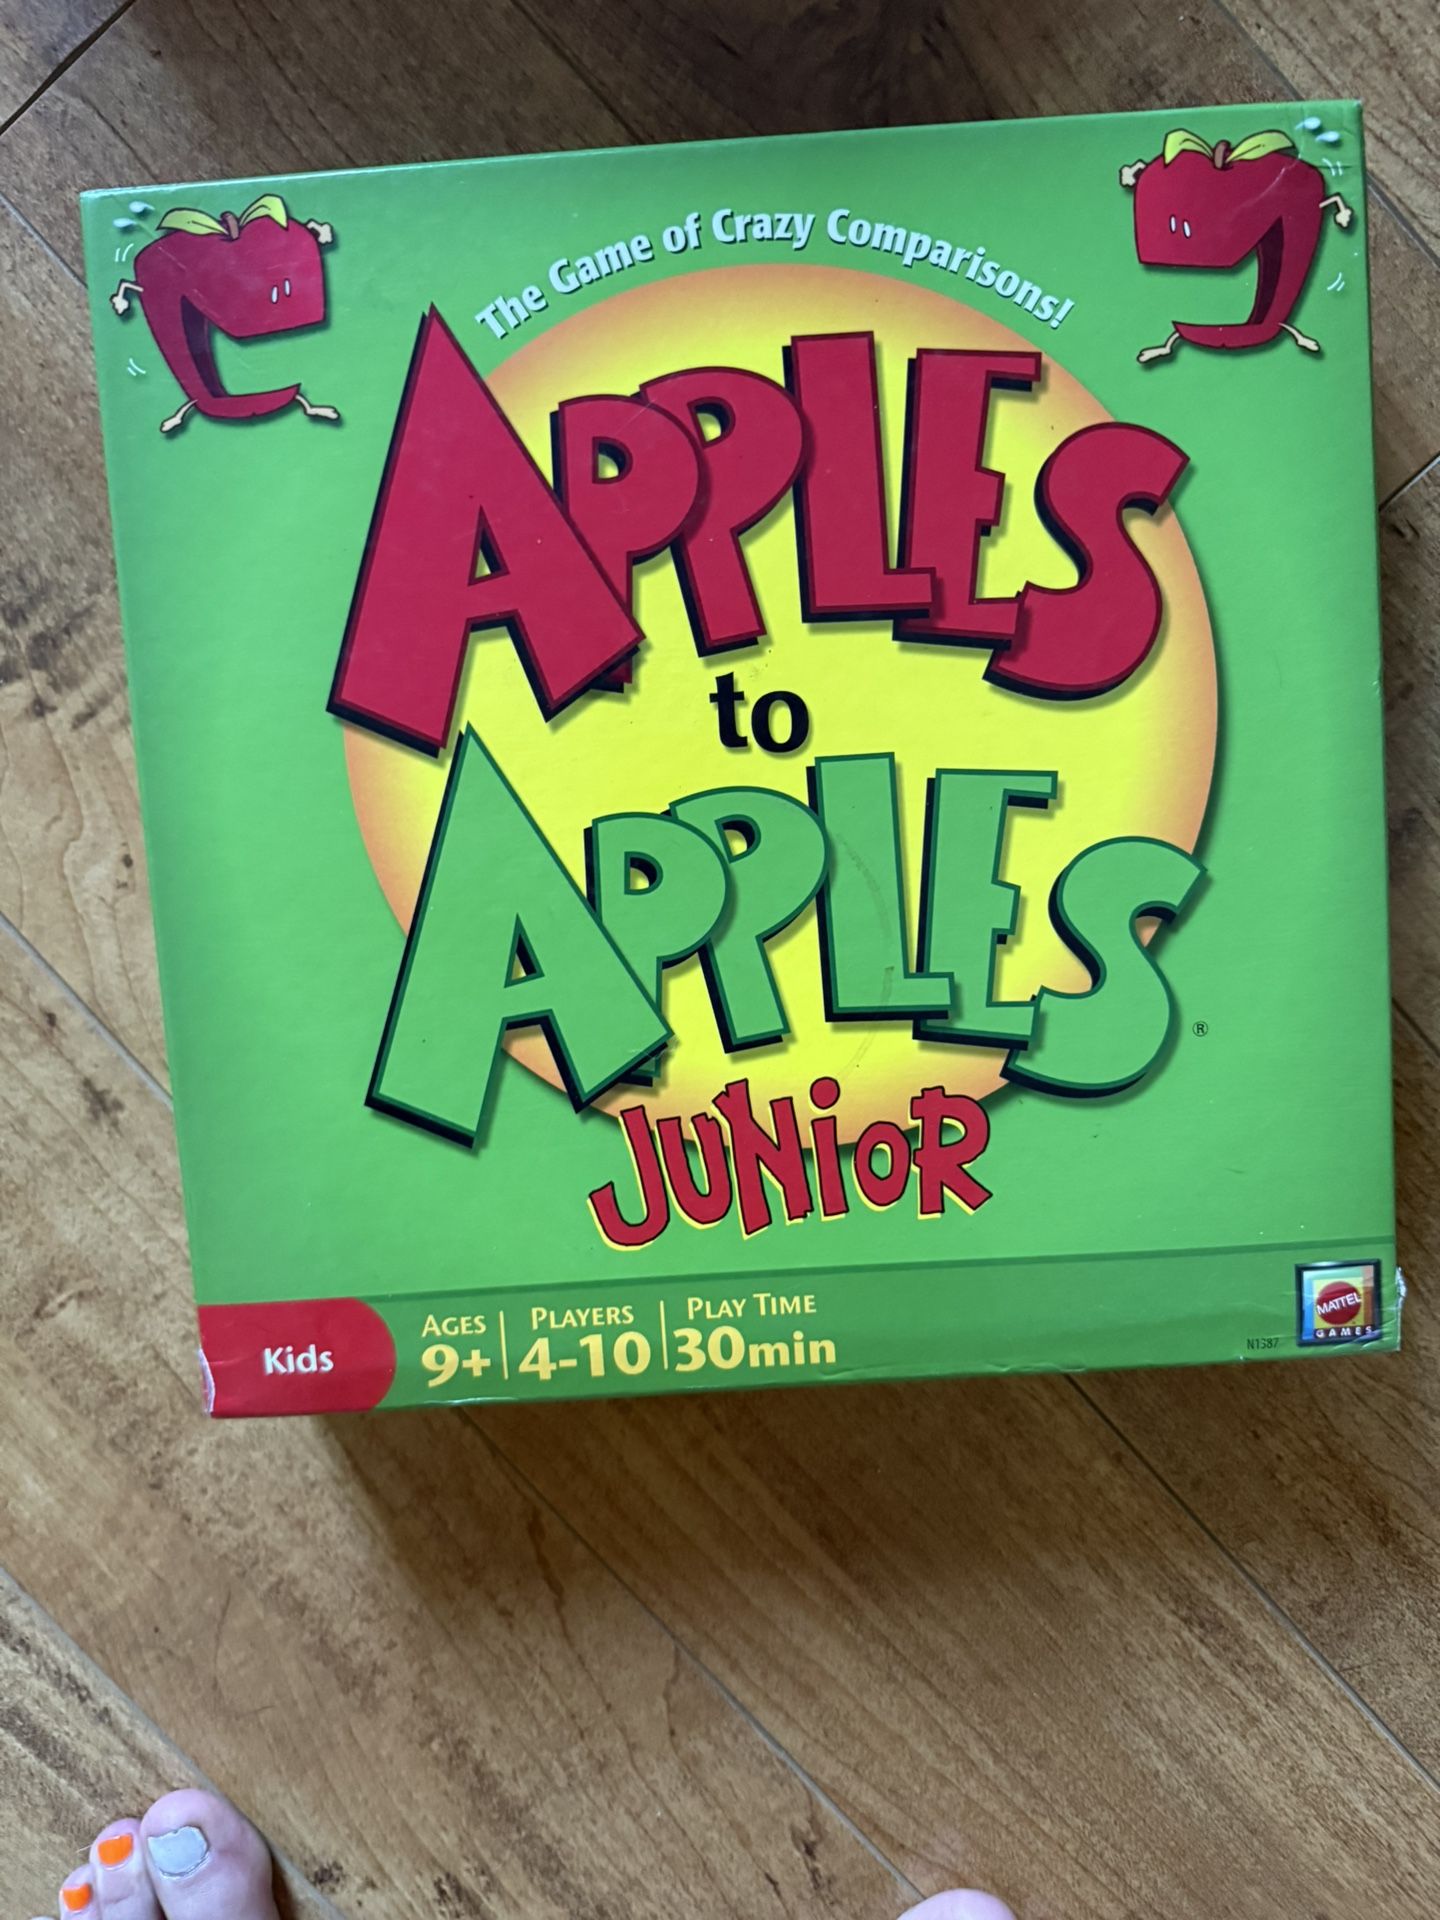 The Game of Crazy Comparisons!
APPLES
to
APPLES
®
JUNiOR
Kids
AGES
9+
PLAYERS
4-10
PLAY TIME
30min
N1387
MATTEL
GAMES